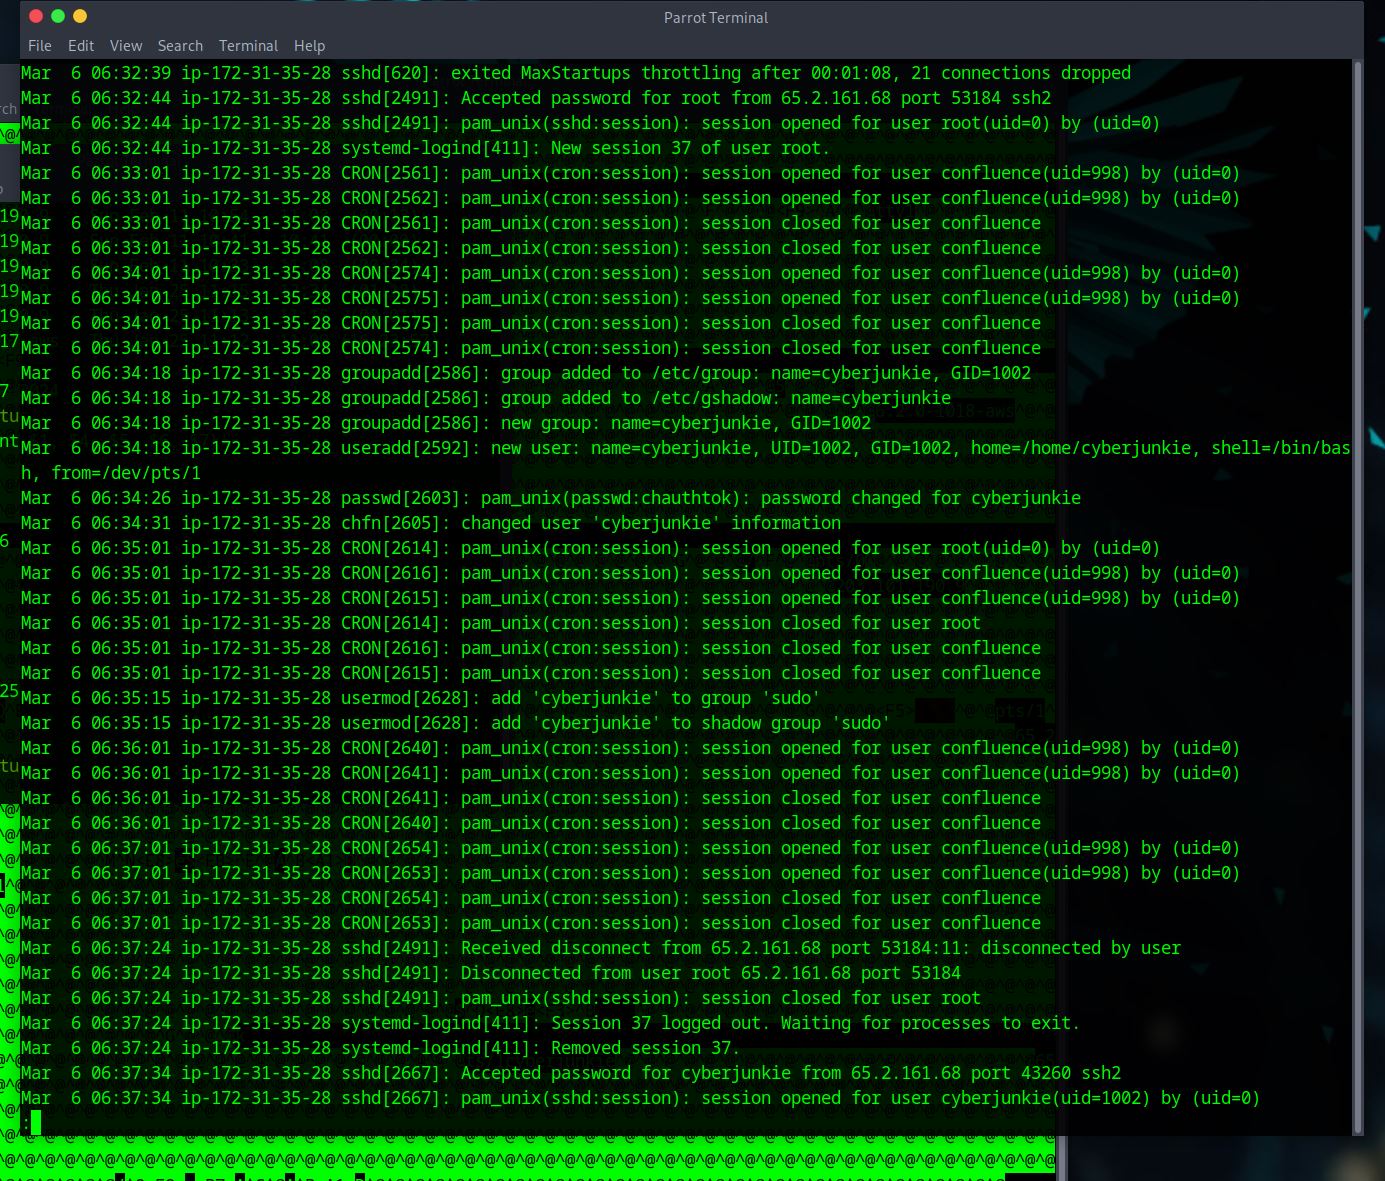 Parrot Terminal
File Edit View Search Terminal Help
Mar  6 06:32:39 ip-172-31-35-28 sshd[620]: exited MaxStartups throttling after 00:01:08, 21 connections dropped
Mar  6 06:32:44 ip-172-31-35-28 sshd[2491]: Accepted password for root from 65.2.161.68 port 53184 ssh2
Mar  6 06:32:44 ip-172-31-35-28 sshd[2491]: pam_unix(sshd:session): session opened for user root(uid=0) by (uid=0)
Mar  6 06:32:44 ip-172-31-35-28 systemd-logind[411]: New session 37 of user root.
Mar  6 06:33:01 ip-172-31-35-28 CRON[2561]: pam_unix(cron:session): session opened for user confluence(uid=998) by (uid=0)
Mar  6 06:33:01 ip-172-31-35-28 CRON[2562]: pam_unix(cron:session): session opened for user confluence(uid=998) by (uid=0)
Mar  6 06:33:01 ip-172-31-35-28 CRON[2561]: pam_unix(cron:session): session closed for user confluence
Mar  6 06:33:01 ip-172-31-35-28 CRON[2562]: pam_unix(cron:session): session closed for user confluence
Mar  6 06:34:01 ip-172-31-35-28 CRON[2574]: pam_unix(cron:session): session opened for user confluence(uid=998) by (uid=0)
Mar  6 06:34:01 ip-172-31-35-28 CRON[2575]: pam_unix(cron:session): session opened for user confluence(uid=998) by (uid=0)
Mar  6 06:34:01 ip-172-31-35-28 CRON[2575]: pam_unix(cron:session): session closed for user confluence
Mar  6 06:34:01 ip-172-31-35-28 CRON[2574]: pam_unix(cron:session): session closed for user confluence
Mar  6 06:34:18 ip-172-31-35-28 groupadd[2586]: group added to /etc/group: name=cyberjunkie, GID=1002
Mar  6 06:34:18 ip-172-31-35-28 groupadd[2586]: group added to /etc/gshadow: name=cyberjunkie
Mar  6 06:34:18 ip-172-31-35-28 groupadd[2586]: new group: name=cyberjunkie, GID=1002
Mar  6 06:34:18 ip-172-31-35-28 useradd[2592]: new user: name=cyberjunkie, UID=1002, GID=1002, home=/home/cyberjunkie, shell=/bin/bas
h, from=/dev/pts/1
Mar  6 06:34:26 ip-172-31-35-28 passwd[2603]: pam_unix(passwd:chauthtok): password changed for cyberjunkie
Mar  6 06:34:31 ip-172-31-35-28 chfn[2605]: changed user 'cyberjunkie' information
Mar  6 06:35:01 ip-172-31-35-28 CRON[2614]: pam_unix(cron:session): session opened for user root(uid=0) by (uid=0)
Mar  6 06:35:01 ip-172-31-35-28 CRON[2616]: pam_unix(cron:session): session opened for user confluence(uid=998) by (uid=0)
Mar  6 06:35:01 ip-172-31-35-28 CRON[2615]: pam_unix(cron:session): session opened for user confluence(uid=998) by (uid=0)
Mar  6 06:35:01 ip-172-31-35-28 CRON[2614]: pam_unix(cron:session): session closed for user root
Mar  6 06:35:01 ip-172-31-35-28 CRON[2616]: pam_unix(cron:session): session closed for user confluence
Mar  6 06:35:01 ip-172-31-35-28 CRON[2615]: pam_unix(cron:session): session closed for user confluence
Mar  6 06:35:15 ip-172-31-35-28 usermod[2628]: add 'cyberjunkie' to group 'sudo'
Mar  6 06:35:15 ip-172-31-35-28 usermod[2628]: add 'cyberjunkie' to shadow group 'sudo'
Mar  6 06:36:01 ip-172-31-35-28 CRON[2640]: pam_unix(cron:session): session opened for user confluence(uid=998) by (uid=0)
Mar  6 06:36:01 ip-172-31-35-28 CRON[2641]: pam_unix(cron:session): session opened for user confluence(uid=998) by (uid=0)
Mar  6 06:36:01 ip-172-31-35-28 CRON[2641]: pam_unix(cron:session): session closed for user confluence
Mar  6 06:36:01 ip-172-31-35-28 CRON[2640]: pam_unix(cron:session): session closed for user confluence
Mar  6 06:37:01 ip-172-31-35-28 CRON[2654]: pam_unix(cron:session): session opened for user confluence(uid=998) by (uid=0)
Mar  6 06:37:01 ip-172-31-35-28 CRON[2653]: pam_unix(cron:session): session opened for user confluence(uid=998) by (uid=0)
Mar  6 06:37:01 ip-172-31-35-28 CRON[2654]: pam_unix(cron:session): session closed for user confluence
Mar  6 06:37:01 ip-172-31-35-28 CRON[2653]: pam_unix(cron:session): session closed for user confluence
Mar  6 06:37:24 ip-172-31-35-28 sshd[2491]: Received disconnect from 65.2.161.68 port 53184:11: disconnected by user
Mar  6 06:37:24 ip-172-31-35-28 sshd[2491]: Disconnected from user root 65.2.161.68 port 53184
Mar  6 06:37:24 ip-172-31-35-28 sshd[2491]: pam_unix(sshd:session): session closed for user root
Mar  6 06:37:24 ip-172-31-35-28 systemd-logind[411]: Session 37 logged out. Waiting for processes to exit.
Mar  6 06:37:24 ip-172-31-35-28 systemd-logind[411]: Removed session 37.
Mar  6 06:37:34 ip-172-31-35-28 sshd[2667]: Accepted password for cyberjunkie from 65.2.161.68 port 43260 ssh2
Mar  6 06:37:34 ip-172-31-35-28 sshd[2667]: pam_unix(sshd:session): session opened for user cyberjunkie(uid=1002) by (uid=0)
: